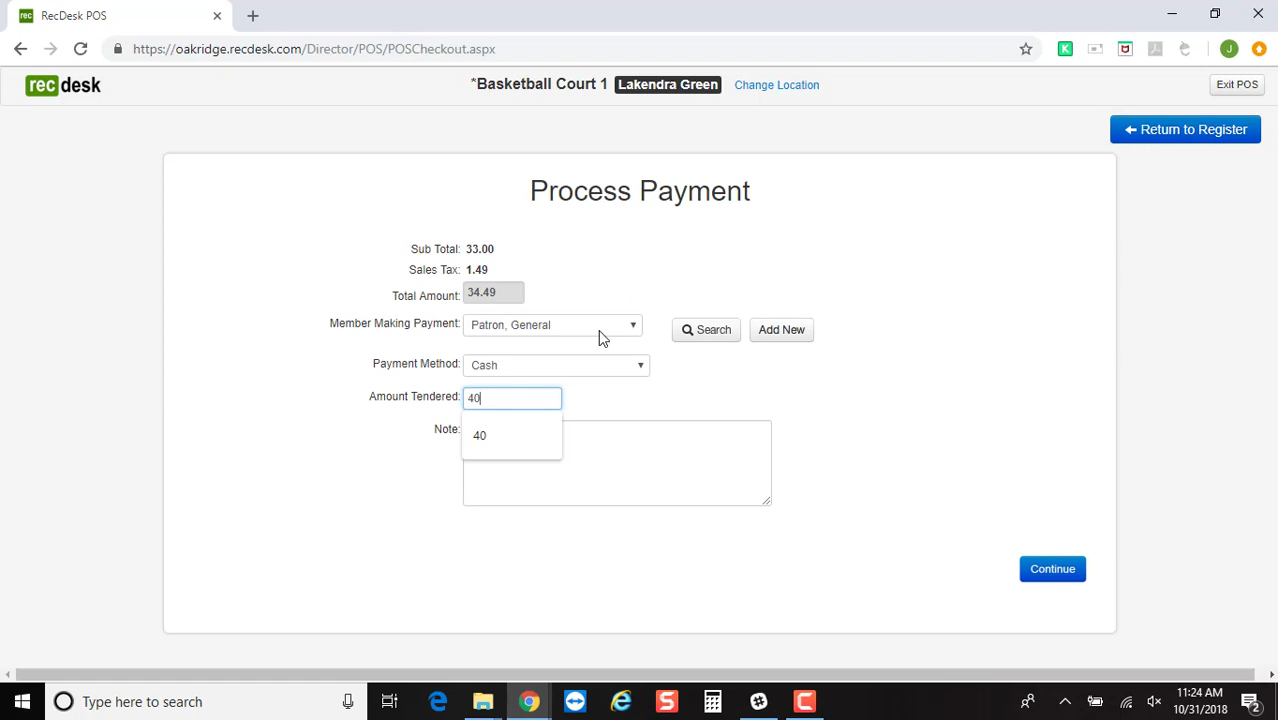 rec RecDesk POS
https://oakridge.recdesk.com/Director/POS/POSCheckout.aspx
K
J
recdesk
*Basketball Court 1 Lakendra Green Change Location
Exit POS
Return to Register
Process Payment
Sub Total: 33.00
Sales Tax: 1.49
Total Amount: 34.49
Member Making Payment: Patron, General
Search
Add New
Payment Method: Cash
Amount Tendered: 40
Note:
40
Continue
Type here to search
S
C
11:24 AM
10/31/2018
2